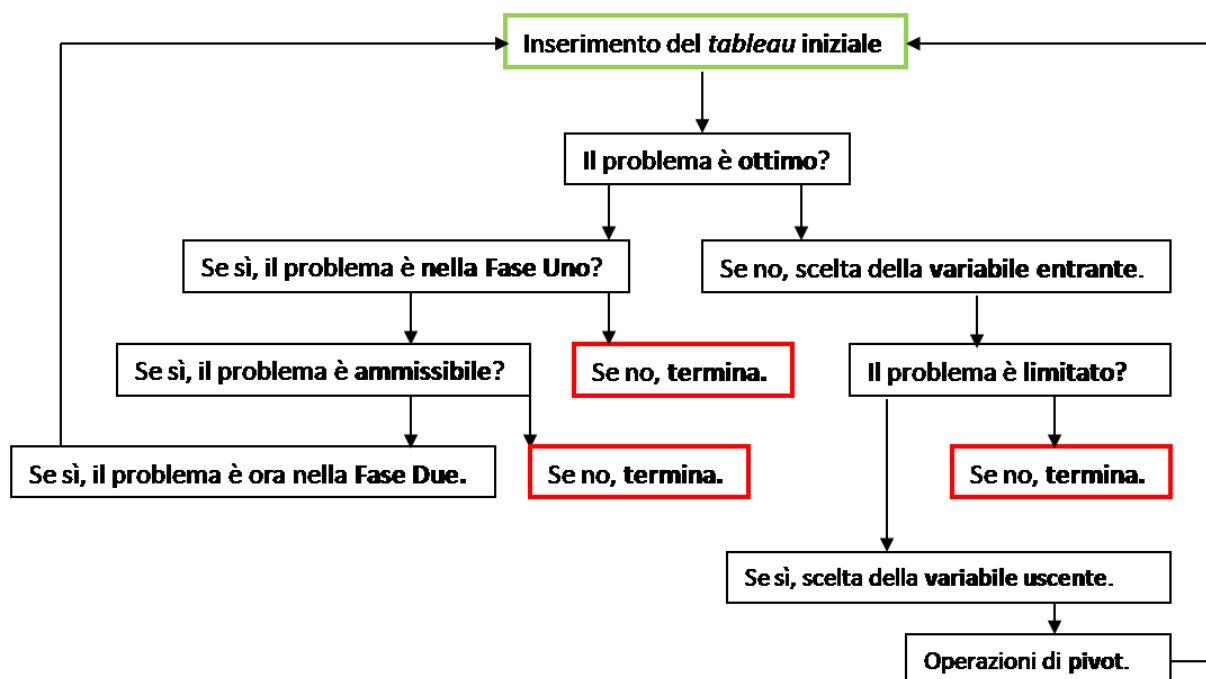 Inserimento del tableau iniziale
Il problema è ottimo?
Se sì, il problema è nella Fase Uno?
Se no, scelta della variabile entrante.
Se sì, il problema è ammissibile?
Se no, termina.
Il problema è limitato?
Se sì, il problema è ora nella Fase Due.
Se no, termina.
Se no, termina.
Se sì, scelta della variabile uscente.
Operazioni di pivot.